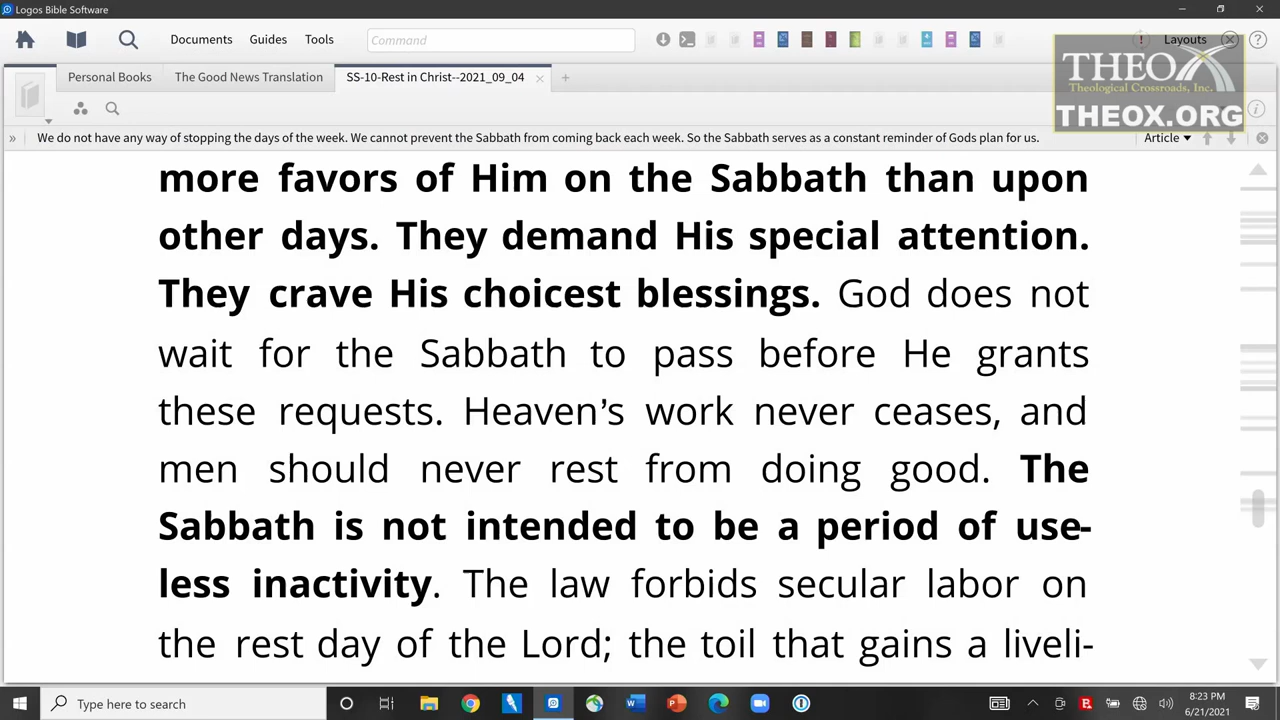 Logos Bible Software
Documents Guides Tools Command Layouts
THEOX
Theological Crossroads, Inc.
THEOX.ORG
Personal Books The Good News Translation SS-10-Rest in Christ--2021_09_04
We do not have any way of stopping the days of the week. We cannot prevent the Sabbath from coming back each week. So the Sabbath serves as a constant reminder of Gods plan for us. Article
more favors of Him on the Sabbath than upon
other days. They demand His special attention.
They crave His choicest blessings. God does not
wait for the Sabbath to pass before He grants
these requests. Heaven’s work never ceases, and
men should never rest from doing good. The
Sabbath is not intended to be a period of use-
less inactivity. The law forbids secular labor on
the rest day of the Lord; the toil that gains a liveli-
Type here to search
8:23 PM
6/21/2021